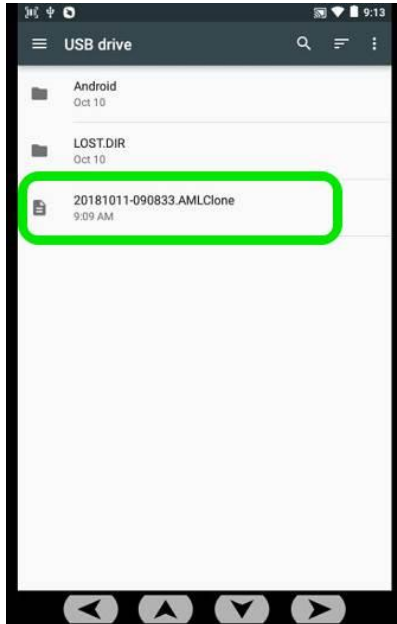 9:13
USB drive
Android
Oct 10
LOST.DIR
Oct 10
20181011-090833.AMLClone
9:09 AM